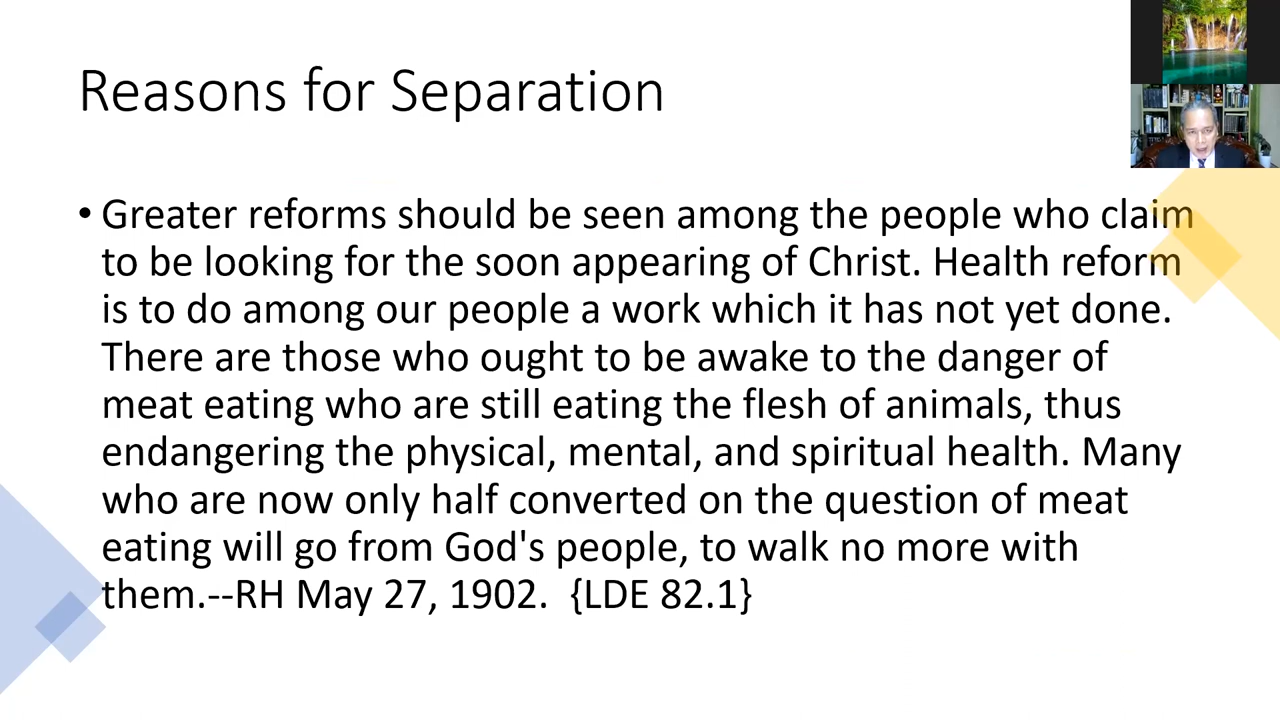 Reasons for Separation
• Greater reforms should be seen among the people who claim
to be looking for the soon appearing of Christ. Health reform
is to do among our people a work which it has not yet done.
There are those who ought to be awake to the danger of
meat eating who are still eating the flesh of animals, thus
endangering the physical, mental, and spiritual health. Many
who are now only half converted on the question of meat
eating will go from God's people, to walk no more with
them.--RH May 27, 1902.  {LDE 82.1}